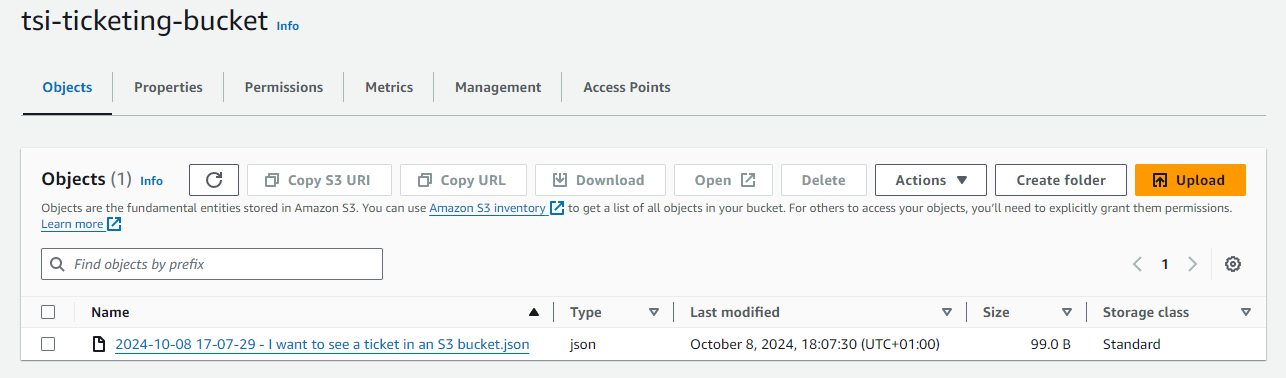 tsi-ticketing-bucket Info
Objects Properties Permissions Metrics Management Access Points
Objects (1) Info Copy S3 URI Copy URL Download Open Delete Actions Create folder Upload
Objects are the fundamental entities stored in Amazon S3. You can use Amazon S3 inventory to get a list of all objects in your bucket. For others to access your objects, you'll need to explicitly grant them permissions.
Learn more
Find objects by prefix 1
Name Type Last modified Size Storage class
2024-10-08 17-07-29 - I want to see a ticket in an S3 bucket.json json October 8, 2024, 18:07:30 (UTC+01:00) 99.0 B Standard